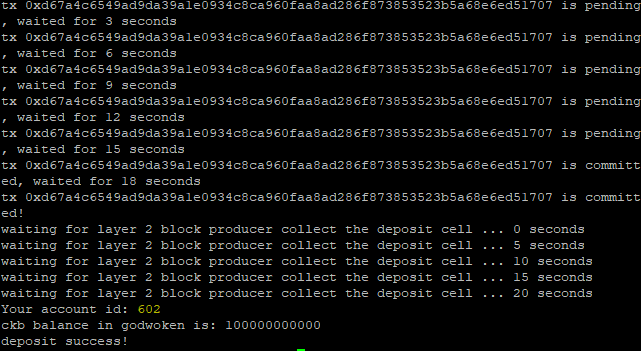 tx 0xd67a4c6549ad9da39a1e0934c8ca960faa8ad286f873853523b5a68e6ed51707 is pending
, waited for 3 seconds
tx 0xd67a4c6549ad9da39a1e0934c8ca960faa8ad286f873853523b5a68e6ed51707 is pending
, waited for 6 seconds
tx 0xd67a4c6549ad9da39a1e0934c8ca960faa8ad286f873853523b5a68e6ed51707 is pending
, waited for 9 seconds
tx 0xd67a4c6549ad9da39a1e0934c8ca960faa8ad286f873853523b5a68e6ed51707 is pending
, waited for 12 seconds
tx 0xd67a4c6549ad9da39a1e0934c8ca960faa8ad286f873853523b5a68e6ed51707 is pending
, waited for 15 seconds
tx 0xd67a4c6549ad9da39a1e0934c8ca960faa8ad286f873853523b5a68e6ed51707 is committ
ed, waited for 18 seconds
tx 0xd67a4c6549ad9da39a1e0934c8ca960faa8ad286f873853523b5a68e6ed51707 is committ
ed!
waiting for layer 2 block producer collect the deposit cell ... 0 seconds
waiting for layer 2 block producer collect the deposit cell ... 5 seconds
waiting for layer 2 block producer collect the deposit cell ... 10 seconds
waiting for layer 2 block producer collect the deposit cell ... 15 seconds
waiting for layer 2 block producer collect the deposit cell ... 20 seconds
Your account id: 602
ckb balance in godwoken is: 100000000000
deposit success!